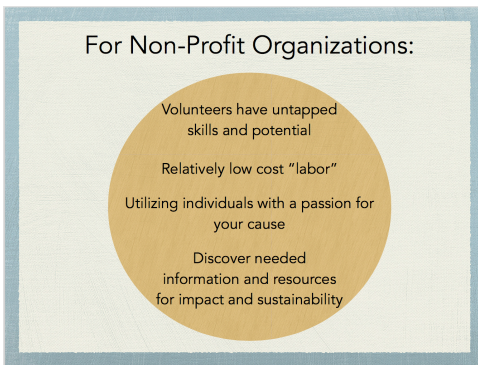 For Non-Profit Organizations:
Volunteers have untapped
skills and potential
Relatively low cost “labor”
Utilizing individuals with a passion for
your cause
Discover needed
information and resources
for impact and sustainability